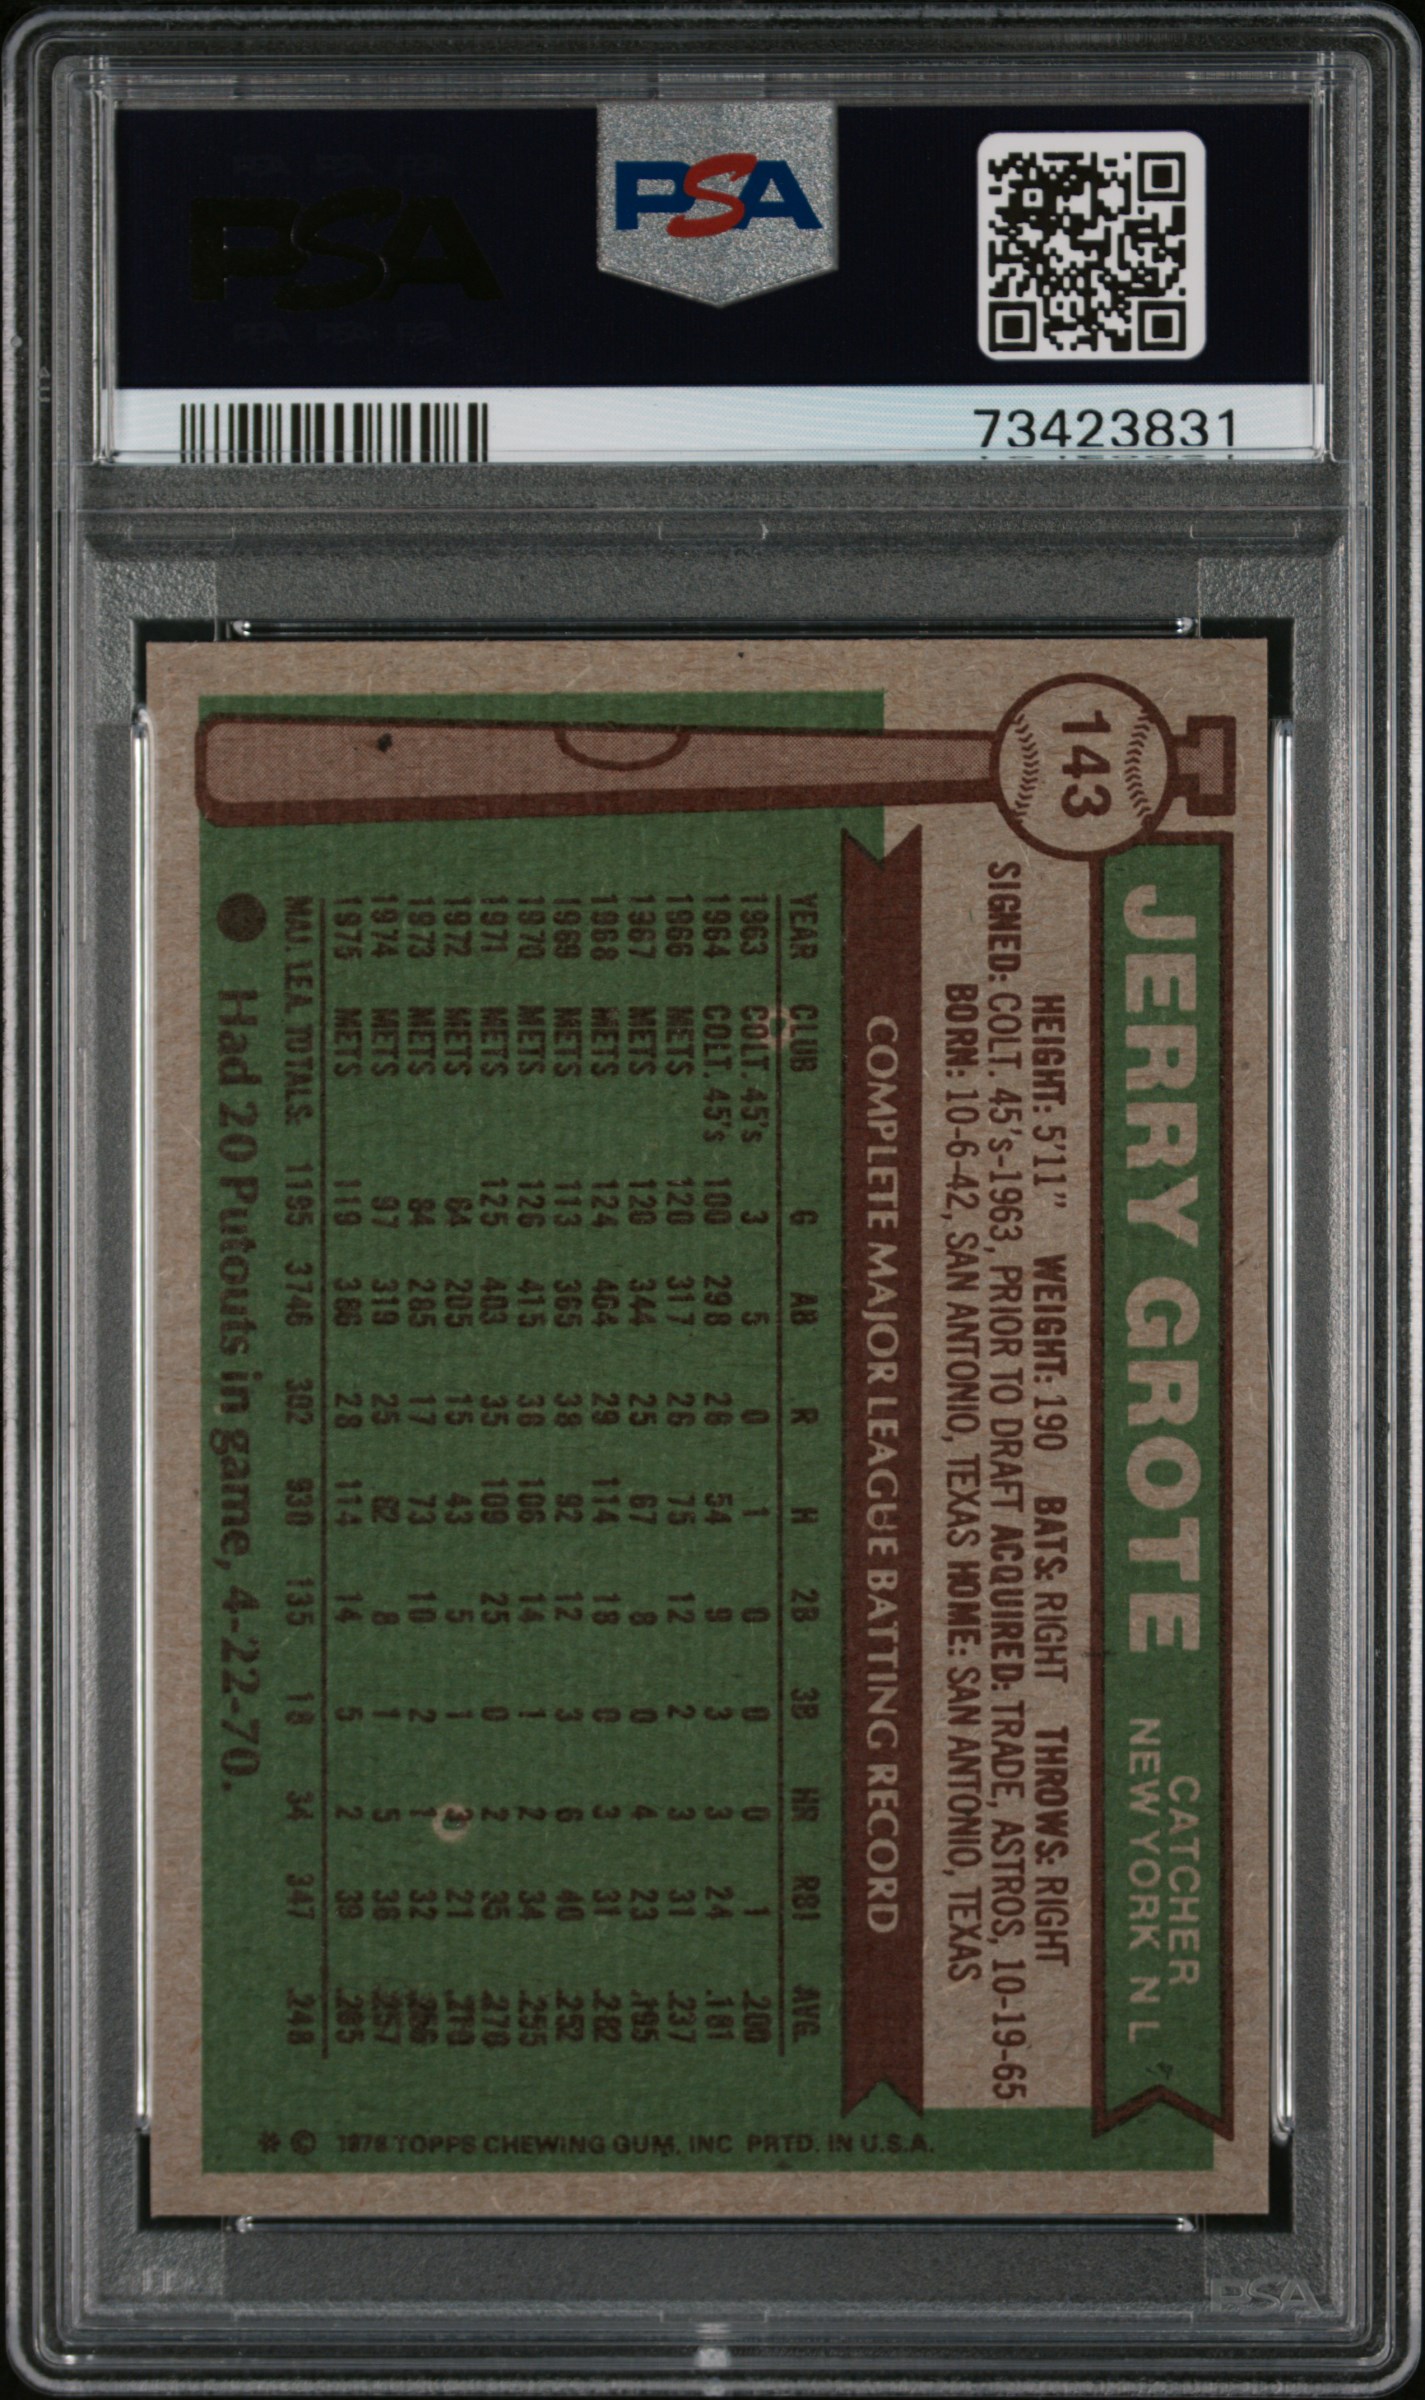 PSA
PSA
73423831
143
JERRY GROTE
CATCHER
NEW YORK N L
HEIGHT: 5'11" WEIGHT: 190 BATS: RIGHT THROWS: RIGHT
SIGNED: COLT. 45's-1963, PRIOR TO DRAFT ACQUIRED: TRADE, ASTROS, 10-19-65
BORN: 10-6-42, SAN ANTONIO, TEXAS HOME: SAN ANTONIO, TEXAS
COMPLETE MAJOR LEAGUE BATTING RECORD
YEAR CLUB G AB R H 2B 3B HR RBI AVG.
1963 COLT. 45's 3 5 0 1 0 0 0 1 .200
1964 COLT. 45's 100 298 26 54 9 3 3 24 .181
1966 METS 120 317 26 75 12 2 3 31 .237
1967 METS 120 344 25 67 8 0 4 23 .195
1968 METS 124 404 29 114 18 0 3 31 .282
1969 METS 113 365 38 92 12 3 6 40 .252
1970 METS 126 415 38 106 14 1 2 34 .255
1971 METS 125 403 35 109 25 0 2 35 .270
1972 METS 64 205 15 43 5 1 3 21 .210
1973 METS 84 285 17 73 10 2 1 32 .256
1974 METS 97 319 25 82 8 1 5 36 .257
1975 METS 119 386 28 114 14 5 2 39 .295
MAJ. LEA. TOTALS: 1195 3746 302 930 135 18 34 347 .248
Had 20 Putouts in game, 4-22-70.
* © 1976 TOPPS CHEWING GUM, INC PRTD. IN U.S.A.
PSA